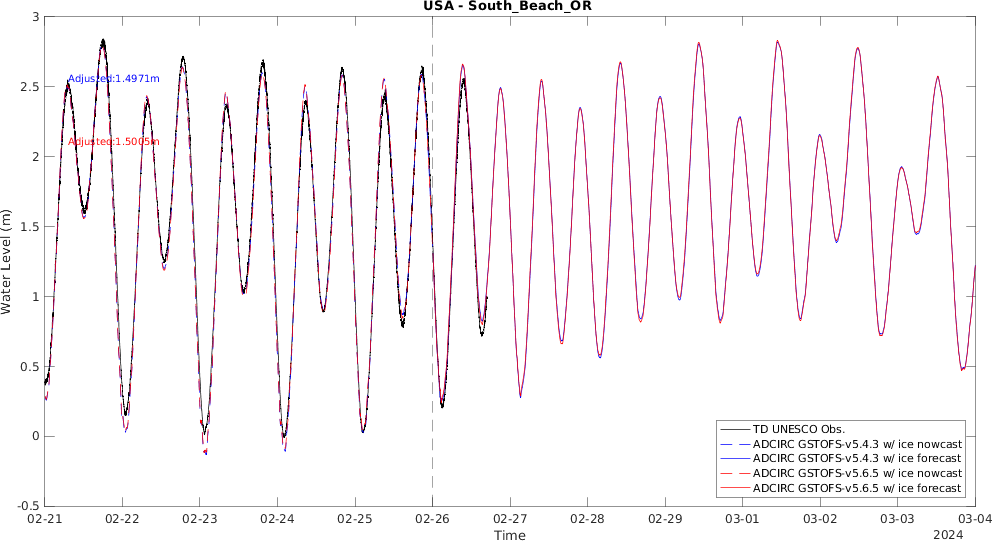 USA - South_Beach_OR
3
2.5
2
1.5
1
0.5
0
-0.5
Water Level (m)
Adjusted:1.4971m
Adjusted:1.5005m
TD UNESCO Obs.
ADCIRC GSTOFS-v5.4.3 w/ ice nowcast
ADCIRC GSTOFS-v5.4.3 w/ ice forecast
ADCIRC GSTOFS-v5.6.5 w/ ice nowcast
ADCIRC GSTOFS-v5.6.5 w/ ice forecast
02-21 02-22 02-23 02-24 02-25 02-26 02-27 02-28 02-29 03-01 03-02 03-03 03-04
Time
2024